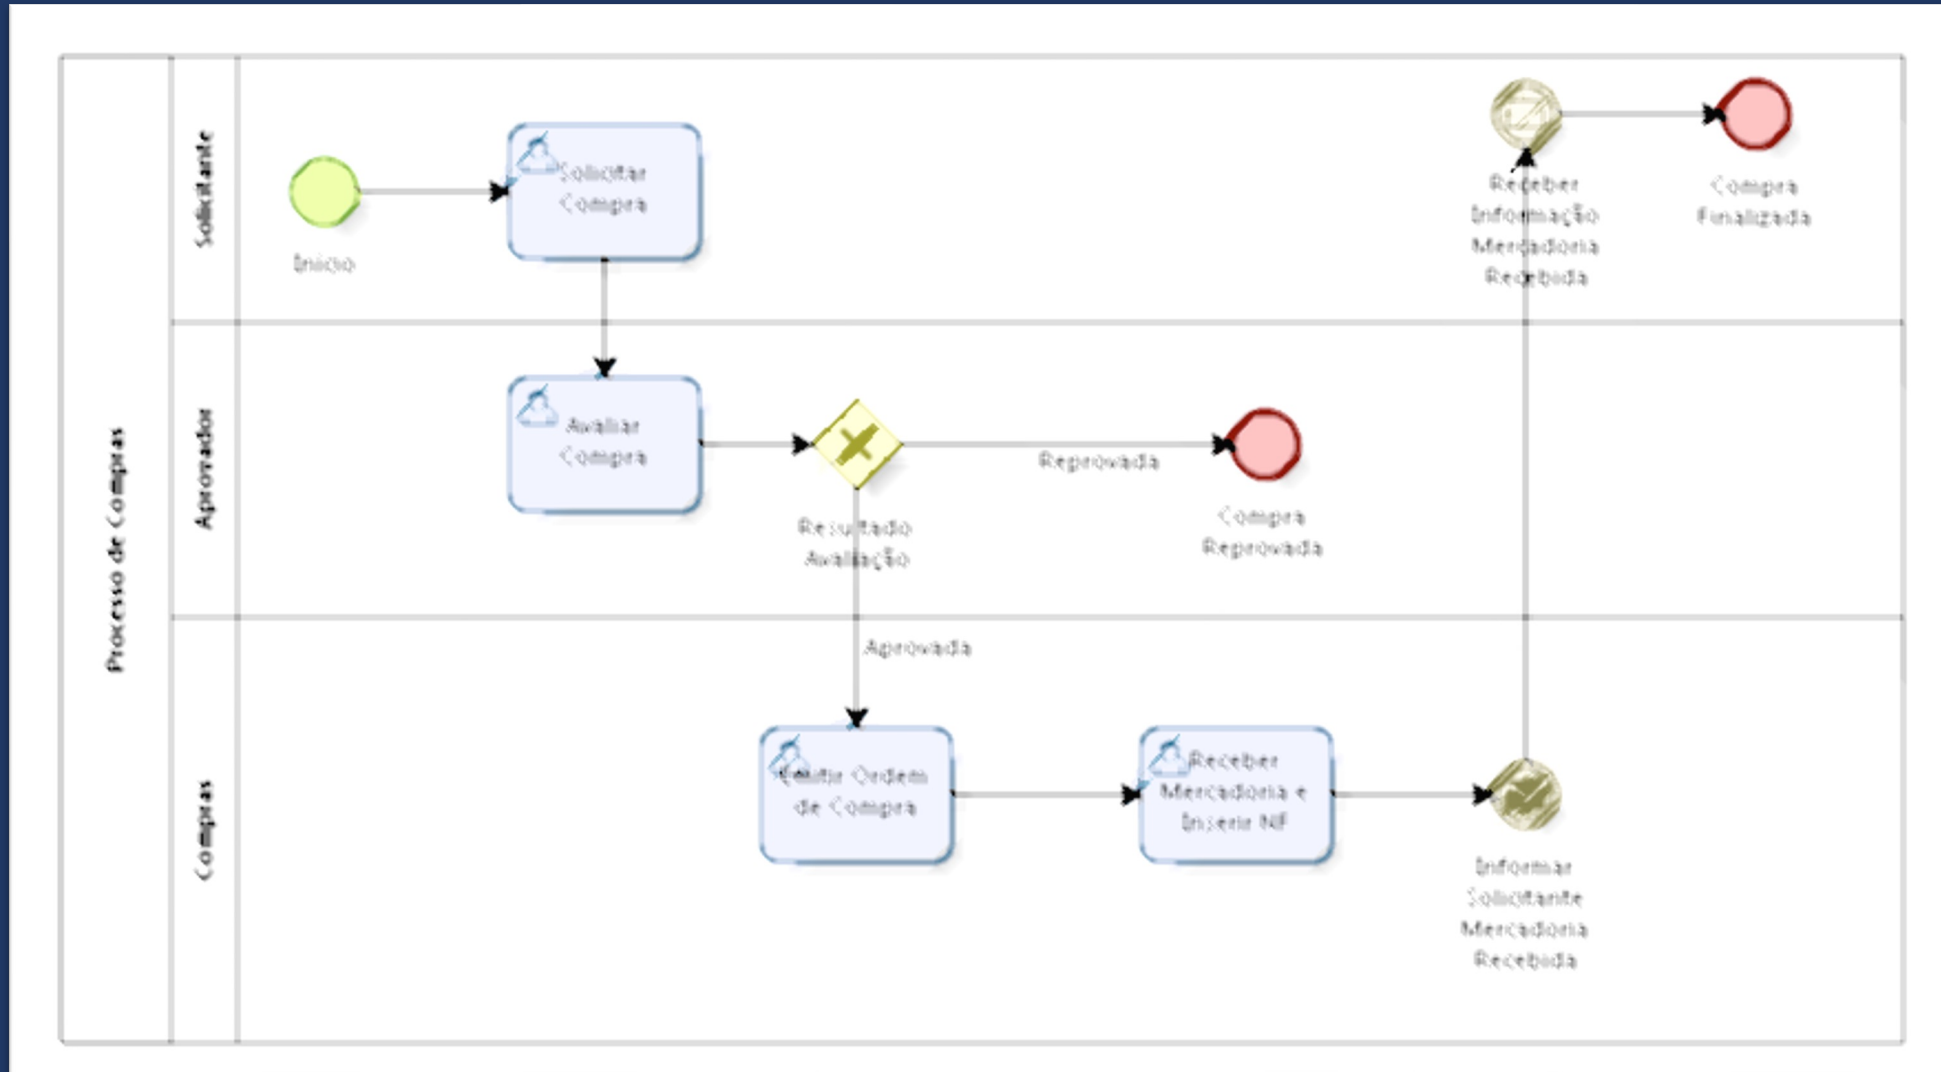 Processo de Compras
Solicitante
Início
Solicitar
Compra
Receber
Informação
Mercadoria
Recebida
Compra
Finalizada
Aprovador
Avaliar
Compra
Resultado
Avaliação
Reprovada
Compra
Reprovada
Compras
Aprovada
Emitir Ordem
de Compra
Receber
Mercadoria e
Inserir NF
Informar
Solicitante
Mercadoria
Recebida